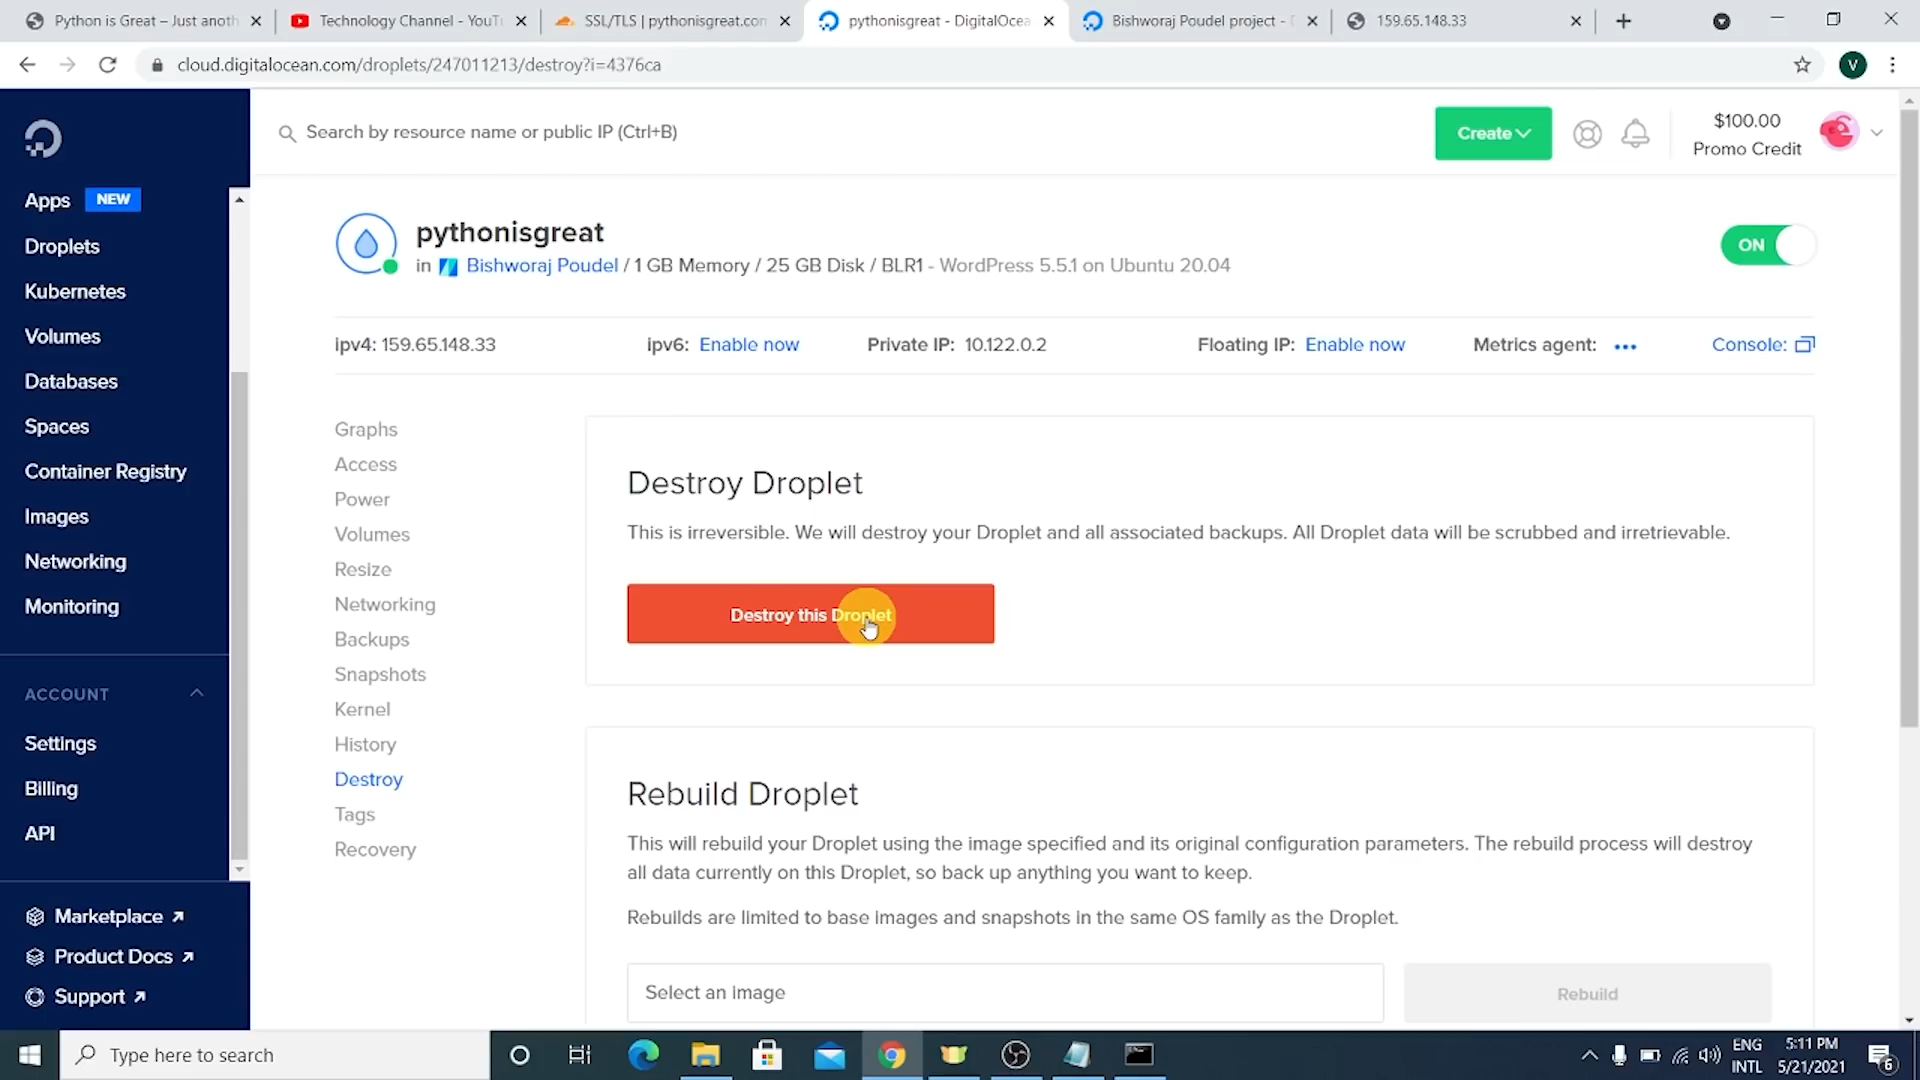 Python is Great – Just anoth
Technology Channel - YouTu
SSL/TLS | pythonisgreat.com
pythonisgreat - DigitalOcea
Bishworaj Poudel project - D
159.65.148.33
cloud.digitalocean.com/droplets/247011213/destroy?i=4376ca
V
Search by resource name or public IP (Ctrl+B)
Create
$100.00
Promo Credit
Apps NEW
Droplets
Kubernetes
Volumes
Databases
Spaces
Container Registry
Images
Networking
Monitoring
ACCOUNT
Settings
Billing
API
Marketplace
Product Docs
Support
pythonisgreat
in Bishworaj Poudel / 1 GB Memory / 25 GB Disk / BLR1 - WordPress 5.5.1 on Ubuntu 20.04
ON
ipv4: 159.65.148.33 ipv6: Enable now Private IP: 10.122.0.2 Floating IP: Enable now Metrics agent: ••• Console:
Graphs
Access
Power
Volumes
Resize
Networking
Backups
Snapshots
Kernel
History
Destroy
Tags
Recovery
Destroy Droplet
This is irreversible. We will destroy your Droplet and all associated backups. All Droplet data will be scrubbed and irretrievable.
Destroy this Droplet
Rebuild Droplet
This will rebuild your Droplet using the image specified and its original configuration parameters. The rebuild process will destroy
all data currently on this Droplet, so back up anything you want to keep.
Rebuilds are limited to base images and snapshots in the same OS family as the Droplet.
Select an image
Rebuild
Type here to search
ENG
INTL
5:11 PM
5/21/2021
6